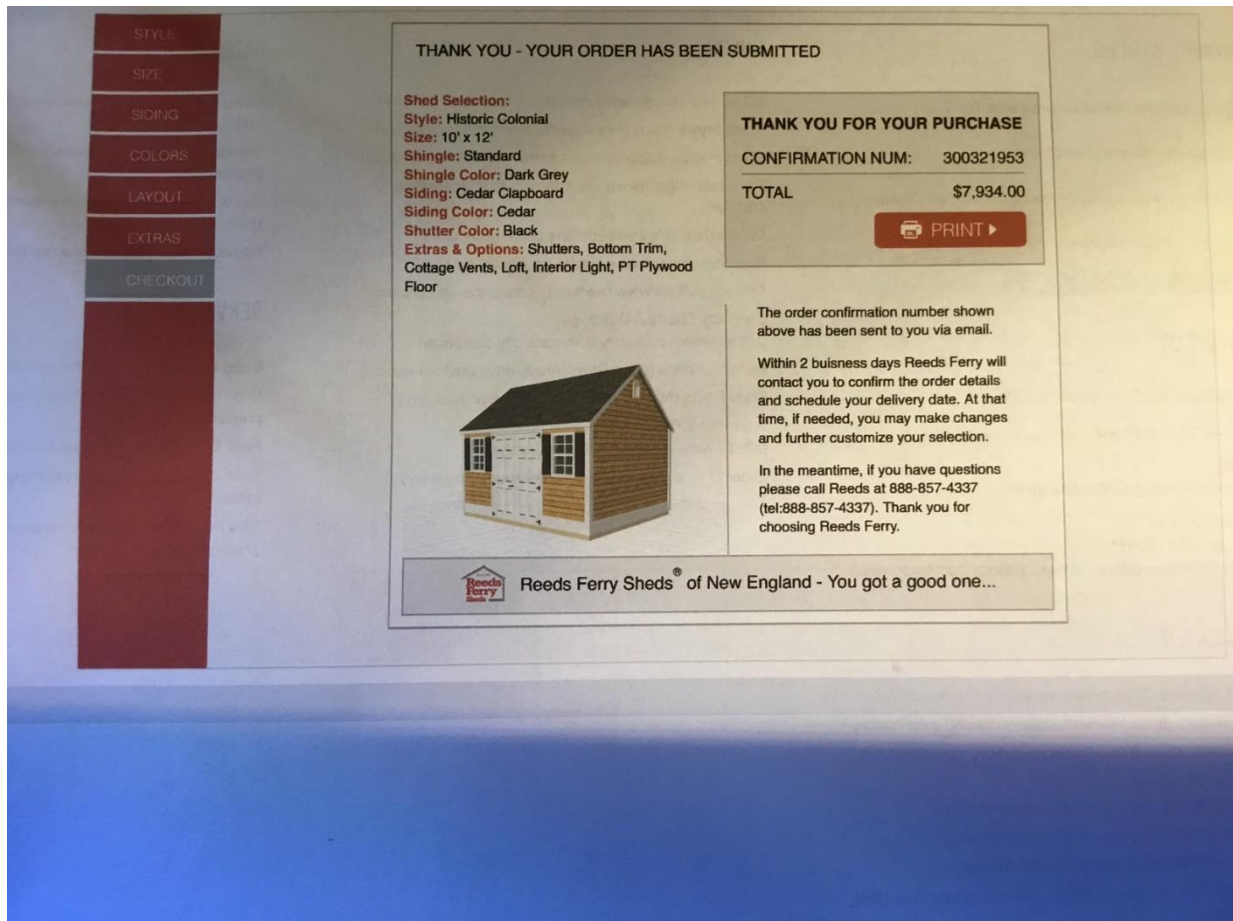 STYLE
SIZE
SIDING
COLORS
LAYOUT
EXTRAS
CHECKOUT
THANK YOU - YOUR ORDER HAS BEEN SUBMITTED
Shed Selection:
Style: Historic Colonial
Size: 10' x 12'
Shingle: Standard
Shingle Color: Dark Grey
Siding: Cedar Clapboard
Siding Color: Cedar
Shutter Color: Black
Extras & Options: Shutters, Bottom Trim,
Cottage Vents, Loft, Interior Light, PT Plywood
Floor
THANK YOU FOR YOUR PURCHASE
CONFIRMATION NUM: 300321953
TOTAL $7,934.00
PRINT
The order confirmation number shown
above has been sent to you via email.
Within 2 buisness days Reeds Ferry will
contact you to confirm the order details
and schedule your delivery date. At that
time, if needed, you may make changes
and further customize your selection.
In the meantime, if you have questions
please call Reeds at 888-857-4337
(tel:888-857-4337). Thank you for
choosing Reeds Ferry.
Reeds
Ferry
Sheds
Reeds Ferry Sheds® of New England - You got a good one...